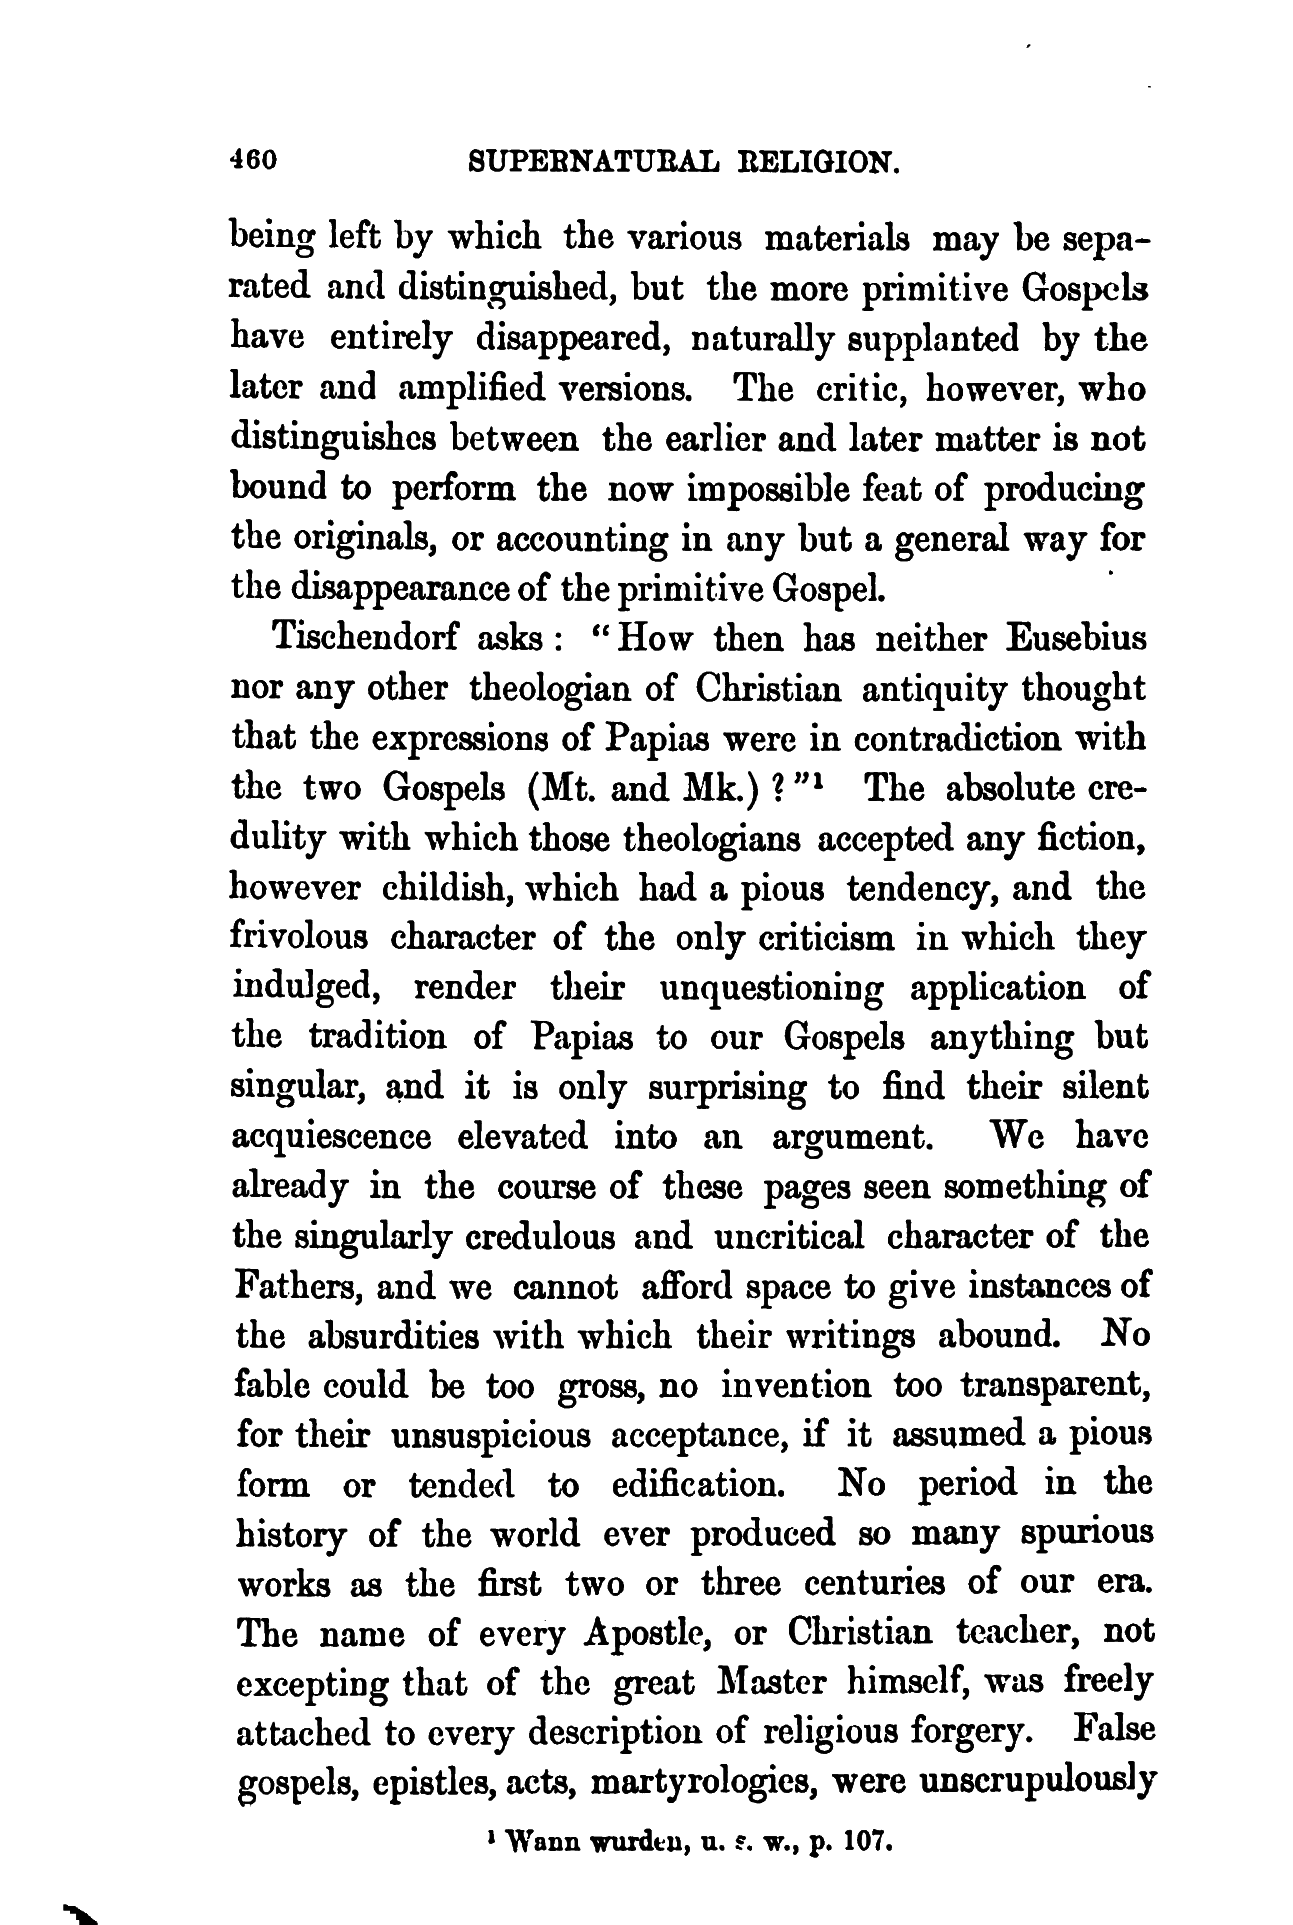 460 SUPERNATURAL RELIGION.
being left by which the various materials may be sepa-
rated and distinguished, but the more primitive Gospels
have entirely disappeared, naturally supplanted by the
later and amplified versions. The critic, however, who
distinguishes between the earlier and later matter is not
bound to perform the now impossible feat of producing
the originals, or accounting in any but a general way for
the disappearance of the primitive Gospel.
Tischendorf asks: “How then has neither Eusebius
nor any other theologian of Christian antiquity thought
that the expressions of Papias were in contradiction with
the two Gospels (Mt. and Mk.)?”¹ The absolute cre-
dulity with which those theologians accepted any fiction,
however childish, which had a pious tendency, and the
frivolous character of the only criticism in which they
indulged, render their unquestioning application of
the tradition of Papias to our Gospels anything but
singular, and it is only surprising to find their silent
acquiescence elevated into an argument. We have
already in the course of these pages seen something of
the singularly credulous and uncritical character of the
Fathers, and we cannot afford space to give instances of
the absurdities with which their writings abound. No
fable could be too gross, no invention too transparent,
for their unsuspicious acceptance, if it assumed a pious
form or tended to edification. No period in the
history of the world ever produced so many spurious
works as the first two or three centuries of our era.
The name of every Apostle, or Christian teacher, not
excepting that of the great Master himself, was freely
attached to every description of religious forgery. False
gospels, epistles, acts, martyrologies, were unscrupulously
¹ Wann wurden, u. s. w., p. 107.